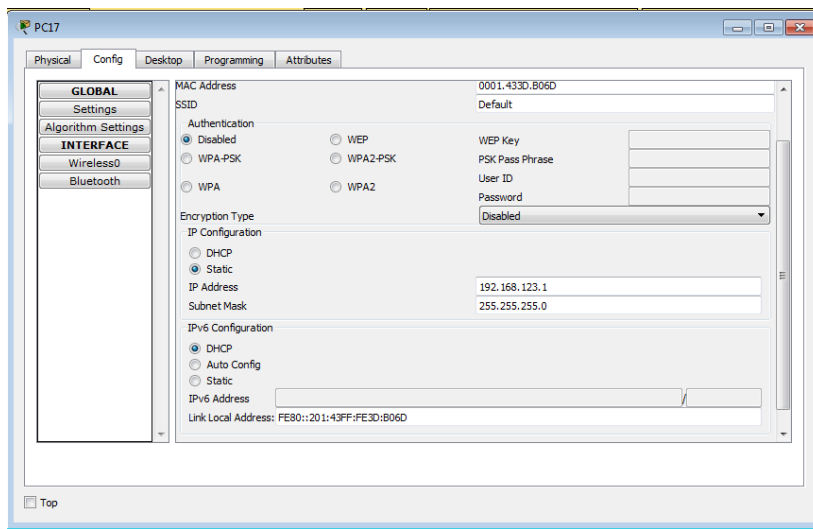 PC17
Physical Config Desktop Programming Attributes
GLOBAL
Settings
Algorithm Settings
INTERFACE
Wireless0
Bluetooth
MAC Address 0001.433D.B06D
SSID Default
Authentication
Disabled WEP WEP Key
WPA-PSK WPA2-PSK PSK Pass Phrase
User ID
WPA WPA2
Password
Encryption Type Disabled
IP Configuration
DHCP
Static
IP Address 192.168.123.1
Subnet Mask 255.255.255.0
IPv6 Configuration
DHCP
Auto Config
Static
IPv6 Address /
Link Local Address: FE80::201:43FF:FE3D:B06D
Top